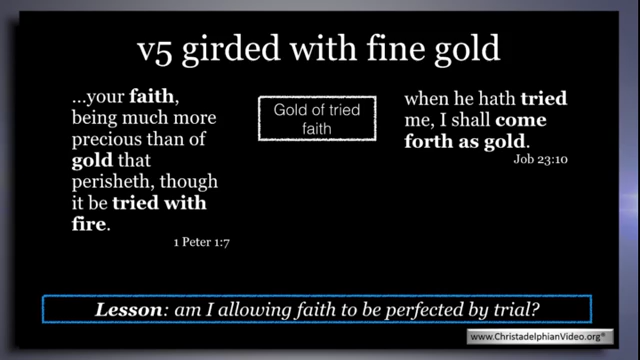 v5 girded with fine gold
...your faith,
being much more
precious than of
gold that
perisheth, though
it be tried with
fire.
1 Peter 1:7
Gold of tried
faith
when he hath tried
me, I shall come
forth as gold.
Job 23:10
Lesson: am I allowing faith to be perfected by trial?
www.ChristadelphianVideo.org®